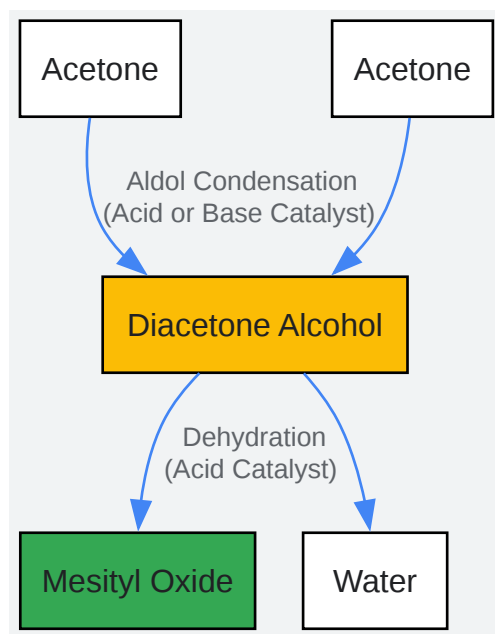 Acetone
Acetone
Aldol Condensation
(Acid or Base Catalyst)
Diacetone Alcohol
Dehydration
(Acid Catalyst)
Mesityl Oxide
Water